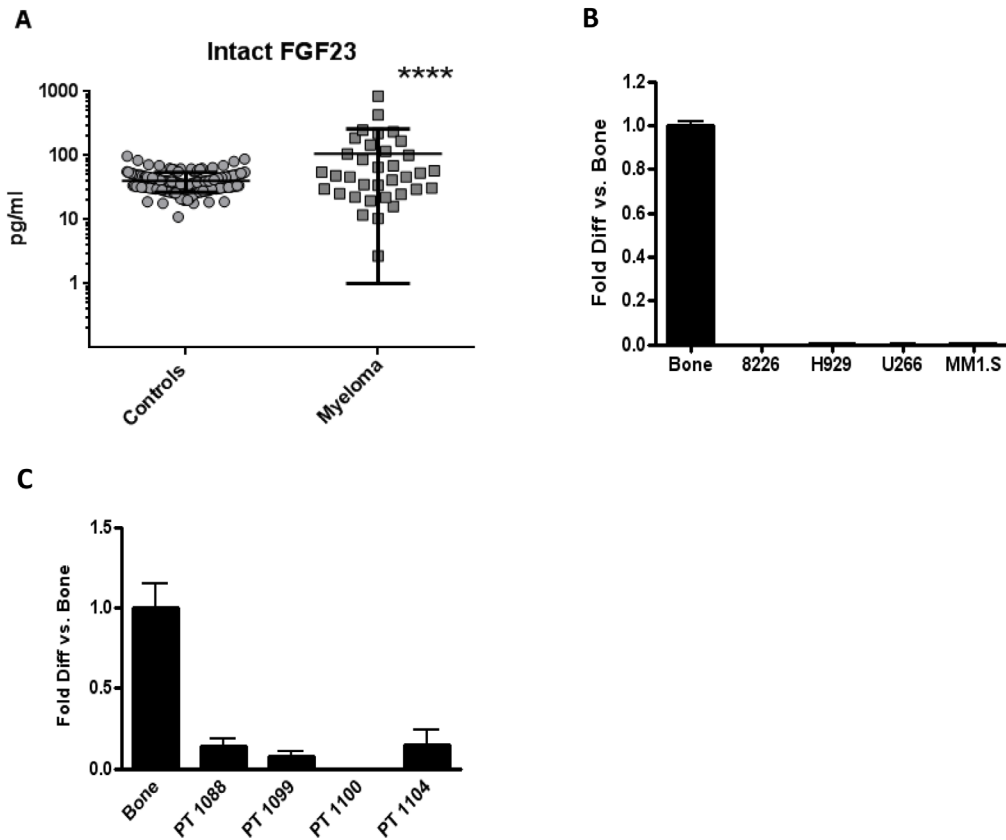 A
Intact FGF23
****
1000
100
10
1
pg/ml
Controls
Myeloma
B
1.2
1.0
0.8
0.6
0.4
0.2
0.0
Fold Diff vs. Bone
Bone 8226 H929 U266 MM1.S
C
1.5
1.0
0.5
0.0
Fold Diff vs. Bone
Bone
PT 1088
PT 1099
PT 1100
PT 1104